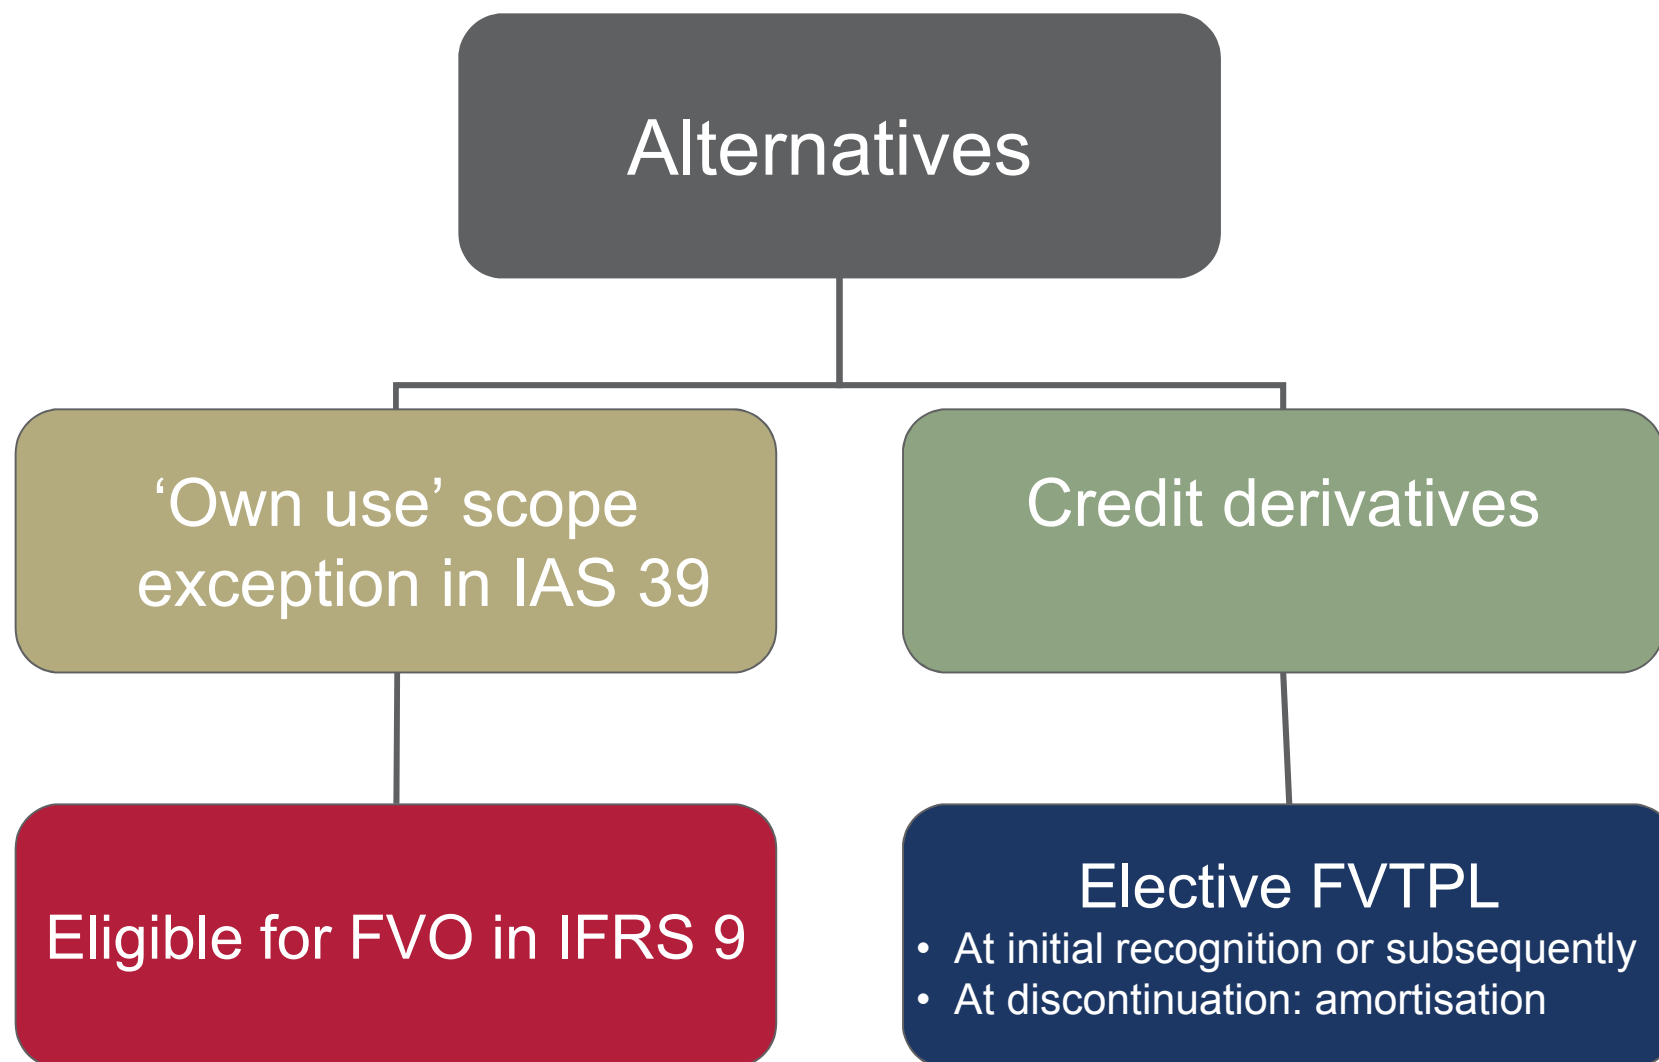 Alternatives
‘Own use’ scope
exception in IAS 39
Credit derivatives
Eligible for FVO in IFRS 9
Elective FVTPL
• At initial recognition or subsequently
• At discontinuation: amortisation